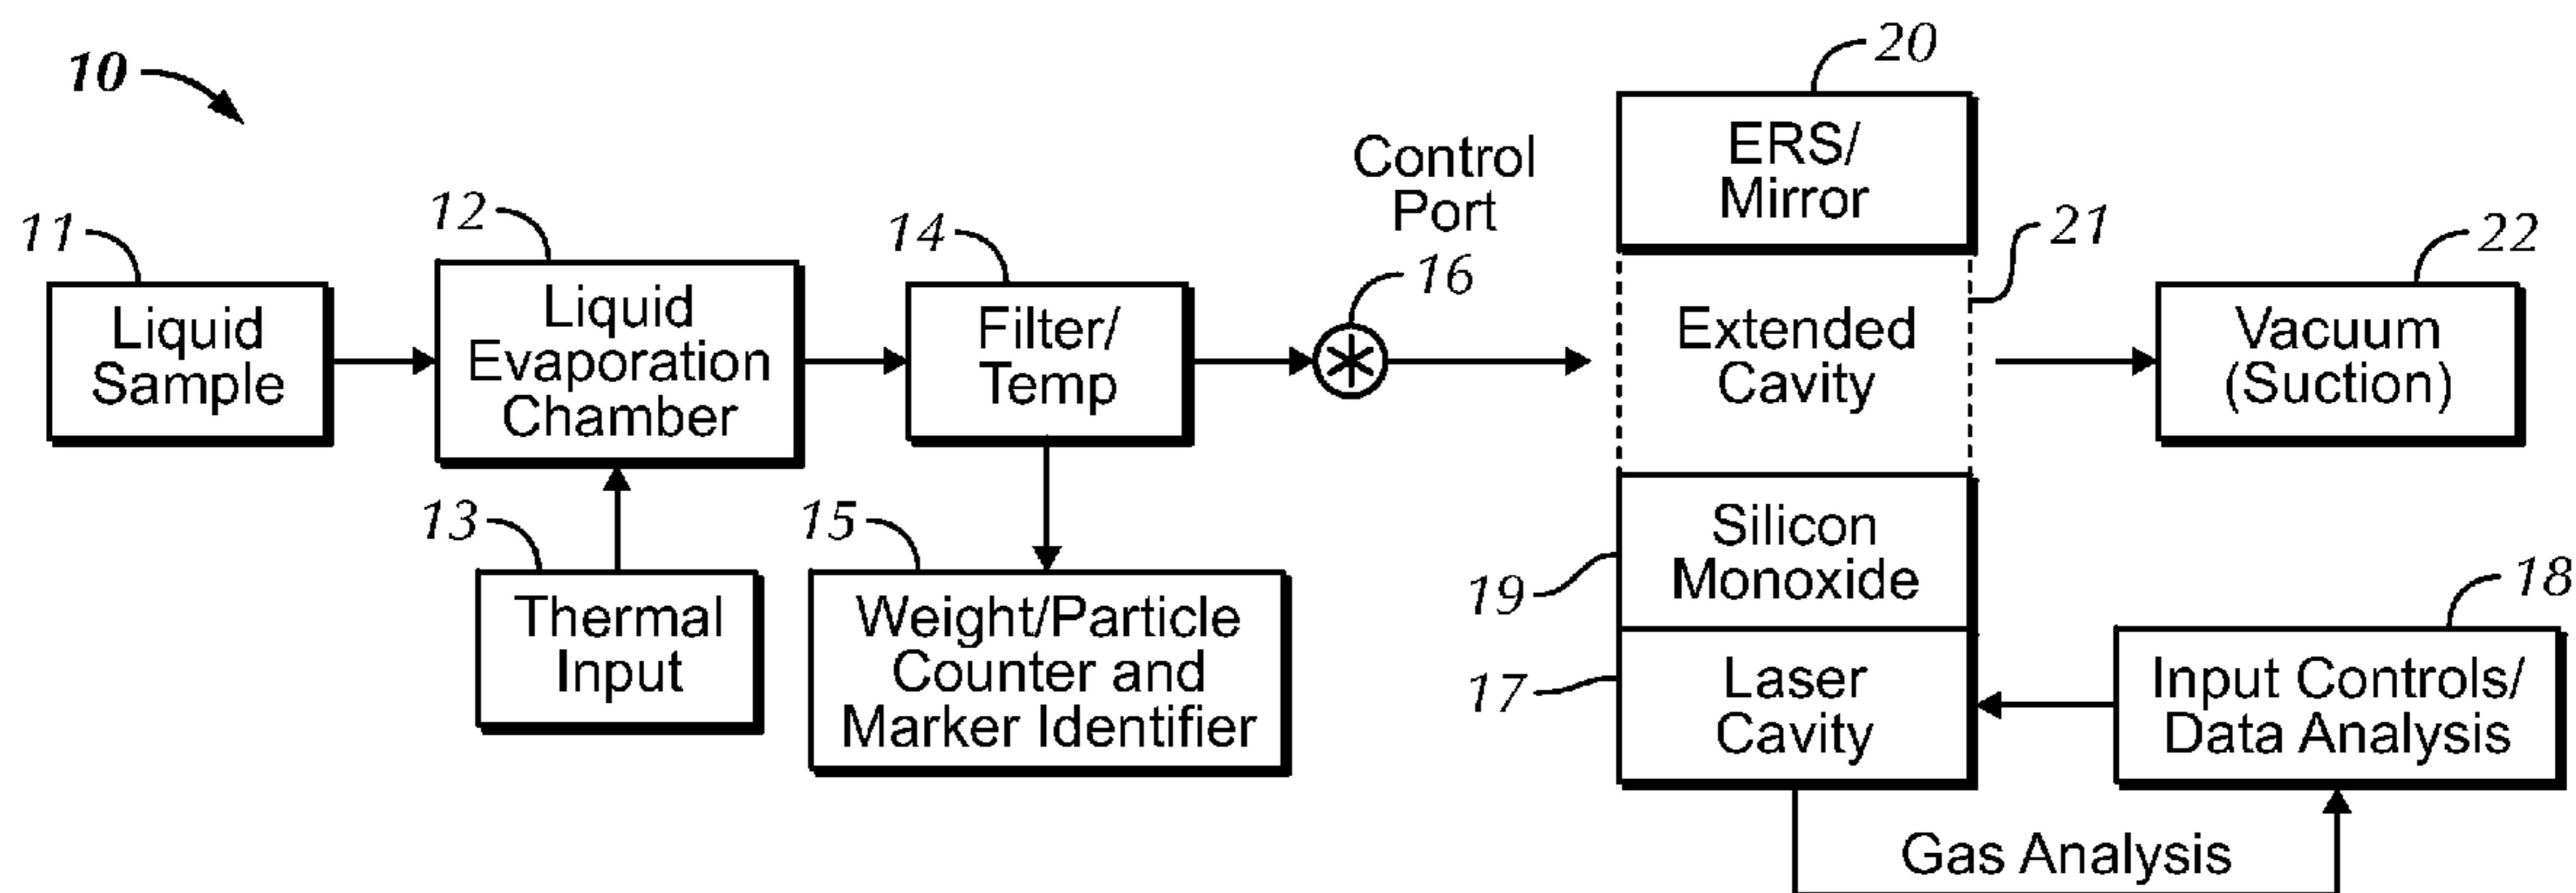 10
11
Liquid
Sample
12
Liquid
Evaporation
Chamber
13
Thermal
Input
14
Filter/
Temp
15
Weight/Particle
Counter and
Marker Identifier
Control
Port
16
20
ERS/
Mirror
21
Extended
Cavity
19
Silicon
Monoxide
17
Laser
Cavity
22
Vacuum
(Suction)
18
Input Controls/
Data Analysis
Gas Analysis